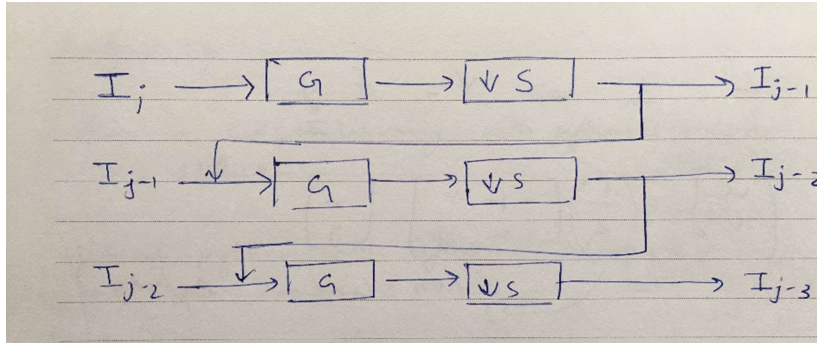 I_j G ↓ S I_{j-1}
I_{j-1} G ↓ S I_{j-2}
I_{j-2} G ↓ S I_{j-3}